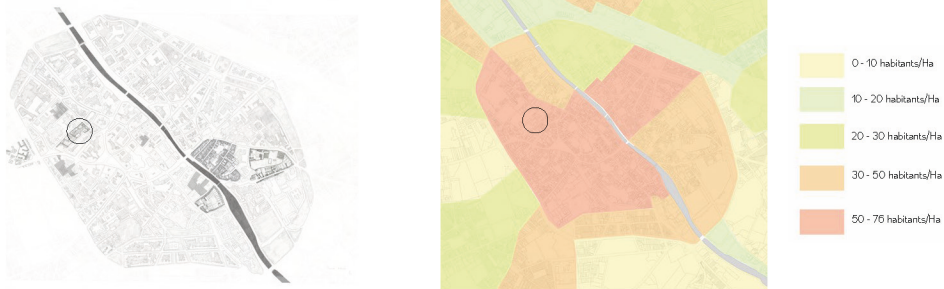 0 - 10 habitants/Ha
10 - 20 habitants/Ha
20 - 30 habitants/Ha
30 - 50 habitants/Ha
50 - 76 habitants/Ha